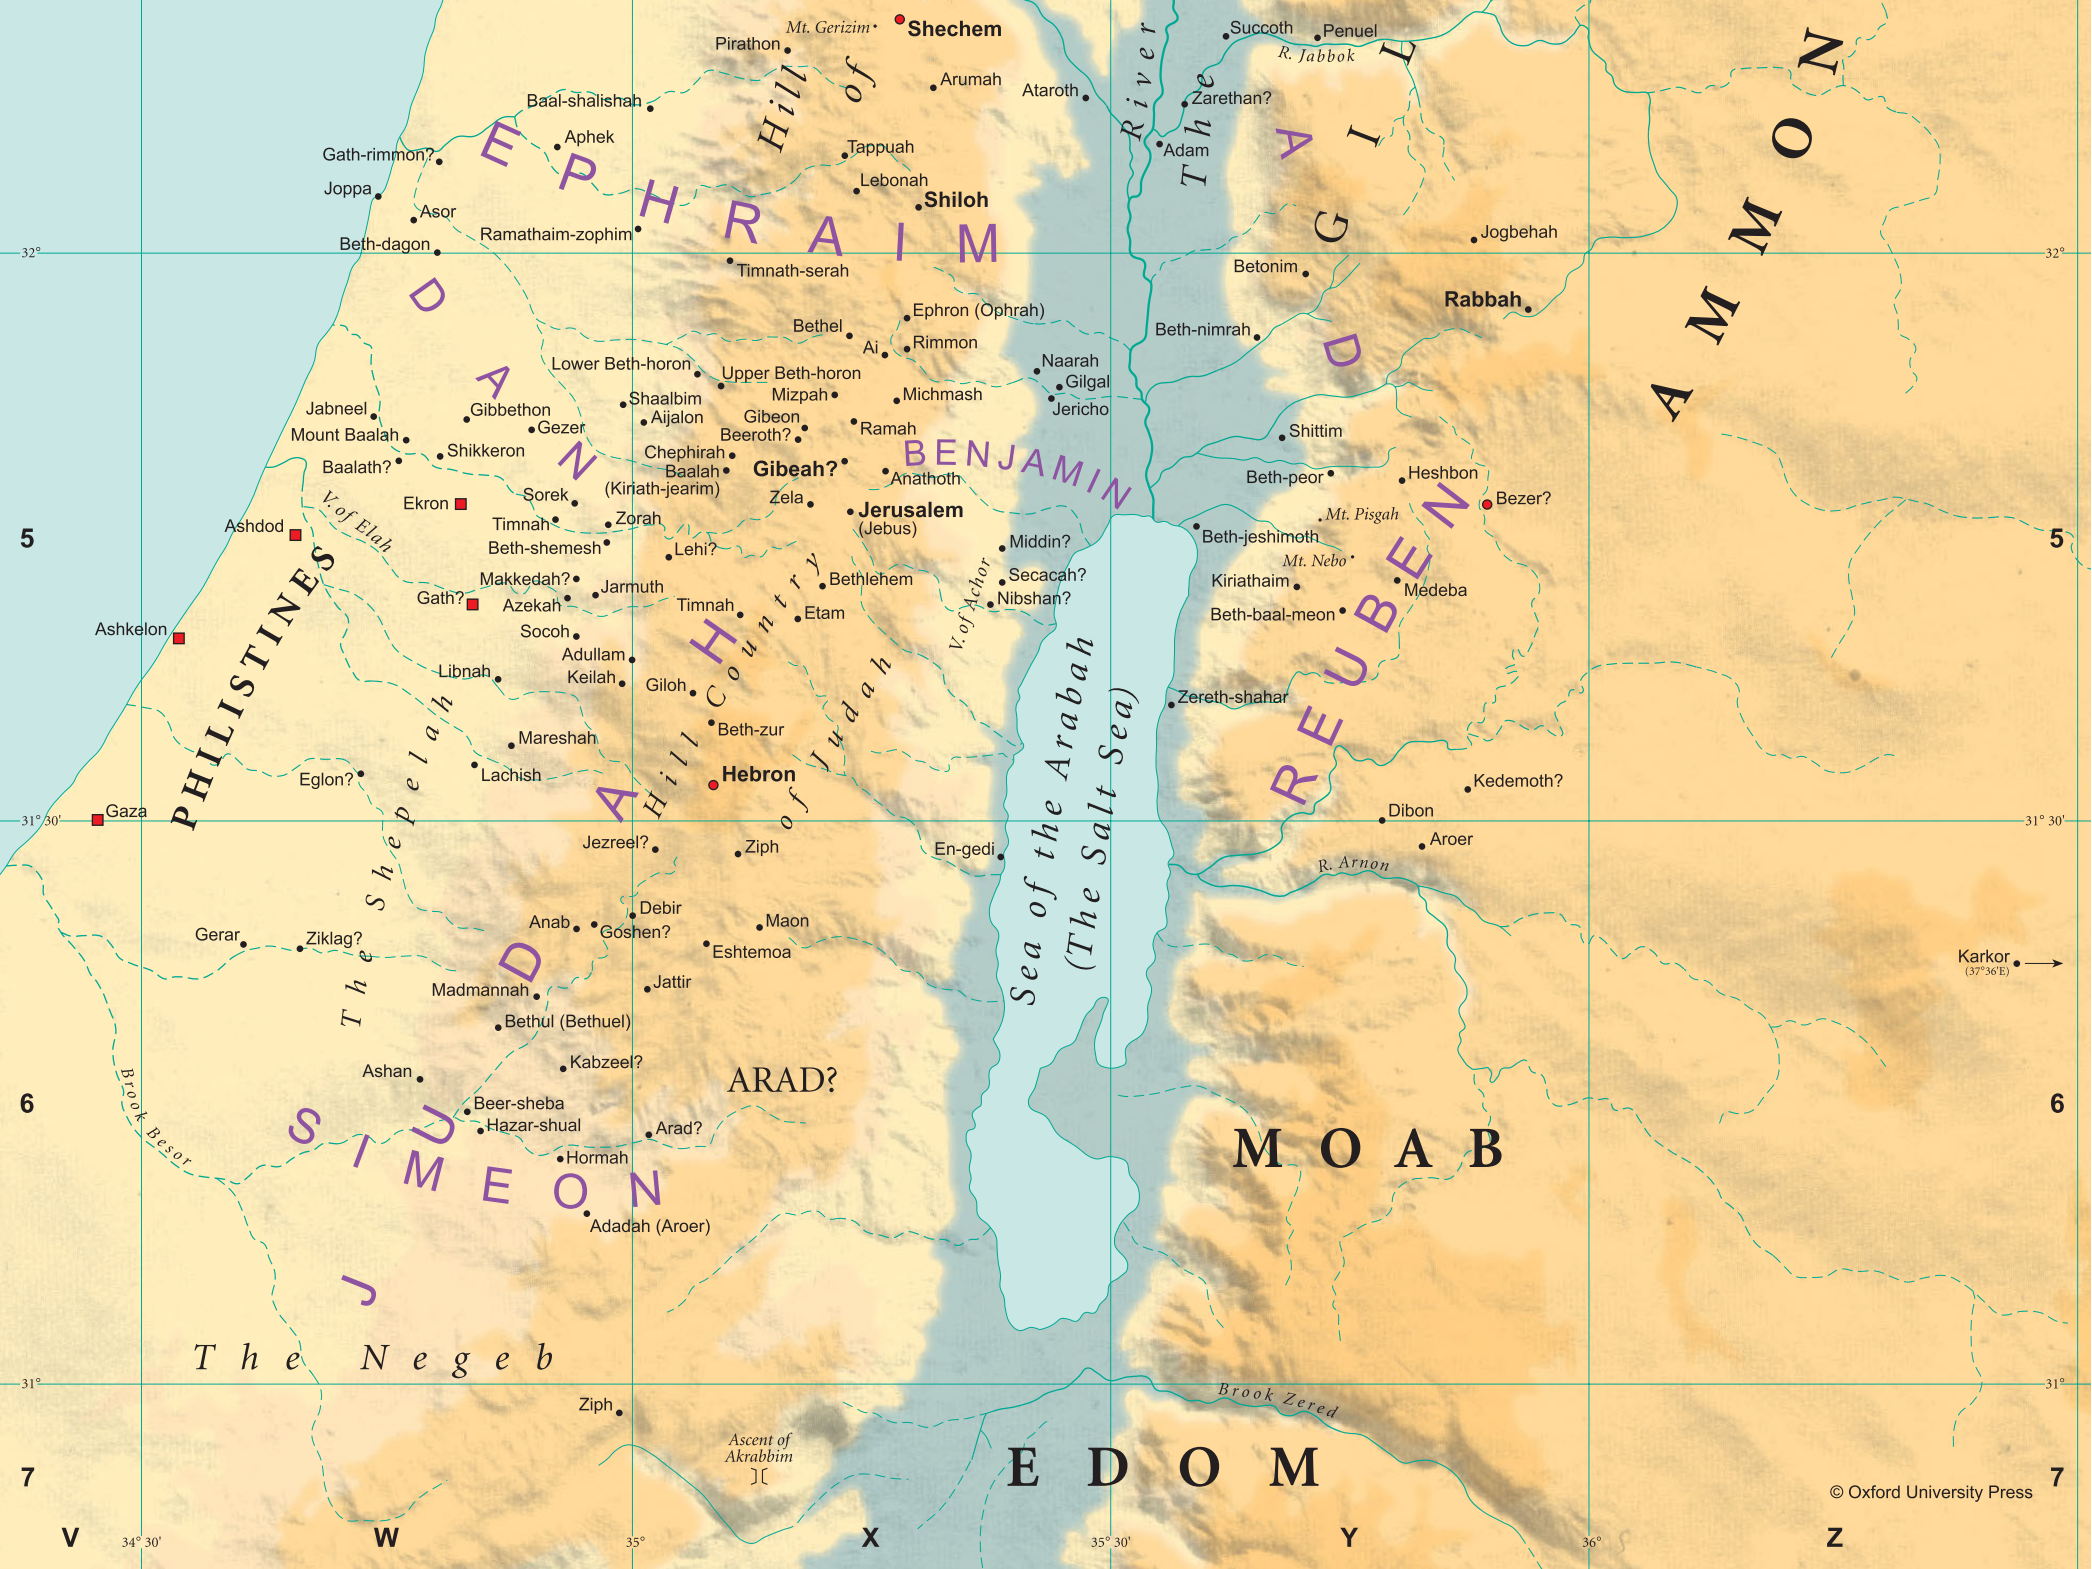 Mt. Gerizim
Shechem
Pirathon
Hill of
Arumah
Ataroth
River
The
Succoth
Penuel
R. Jabbok
Zarethan?
Adam
Baal-shalishah
Aphek
Gath-rimmon?
Joppa
Asor
Beth-dagon
Ramathaim-zophim
Tappuah
Lebonah
Shiloh
EPHRAIM
Timnath-serah
GAD
GIL
Jogbehah
Betonim
Rabbah
AMMON
32°
32°
DAN
Bethel
Ephron (Ophrah)
Ai
Rimmon
Beth-nimrah
Lower Beth-horon
Upper Beth-horon
Naarah
Gilgal
Jericho
Mizpah
Michmash
Shaalbim
Aijalon
Gibeon
Beeroth?
Ramah
Jabneel
Gibbethon
Gezer
Mount Baalah
Shikkeron
Baalath?
Chephirah
Baalah
(Kiriath-jearim)
Gibeah?
Anathoth
BENJAMIN
Shittim
Beth-peor
Heshbon
Bezer?
Ekron
Sorek
Zela
Jerusalem
(Jebus)
Timnah
Zorah
V. of Elah
Ashdod
Beth-shemesh
Lehi?
Middin?
Mt. Pisgah
Beth-jeshimoth
Mt. Nebo
5
5
Makkedah?
Jarmuth
Bethlehem
Secacah?
Kiriathaim
Medeba
Gath?
Azekah
Timnah
Etam
Nibshan?
V. of Achor
Beth-baal-meon
REUBEN
Ashkelon
Socoh
Adullam
Keilah
Giloh
Libnah
PHILISTINES
Beth-zur
Hill Country
of Judah
Zereth-shahar
Mareshah
Lachish
Eglon?
Hebron
Sea of the Arabah
(The Salt Sea)
Kedemoth?
Gaza
Dibon
Aroer
31° 30'
31° 30'
Jezreel?
Ziph
En-gedi
R. Arnon
The Shepelah
Debir
Anab
Goshen?
Maon
Eshtemoa
Gerar
Ziklag?
Jattir
Madmannah
Bethul (Bethuel)
Karkor
(37°36'E)
JUDAH
Ashan
Kabzeel?
ARAD?
Brook Besor
6
6
Beer-sheba
Hazar-shual
Arad?
Hormah
SIMEON
Adadah (Aroer)
MOAB
The Negeb
31°
31°
Ziph
Brook Zered
Ascent of
Akrabbim
EDOM
7
7
© Oxford University Press
V
34° 30'
W
35°
X
35° 30'
Y
36°
Z